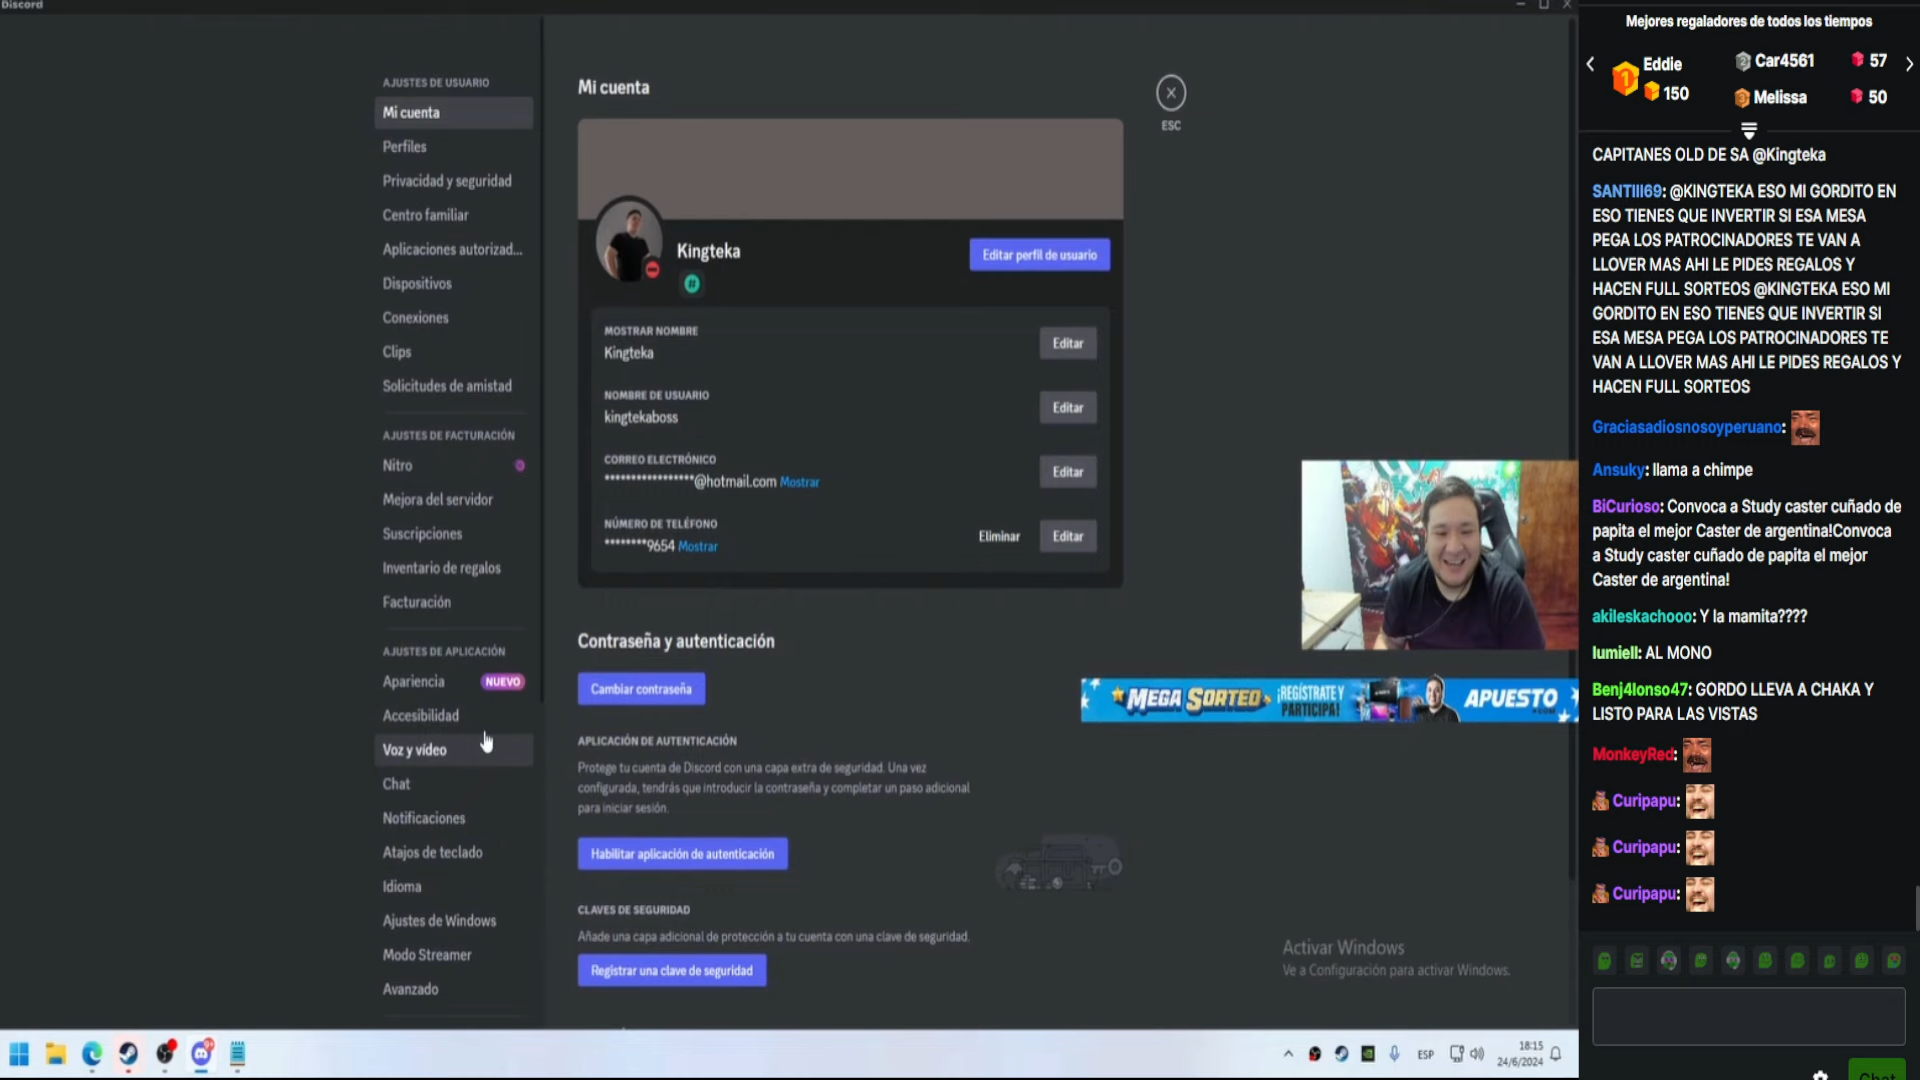 Discord
AJUSTES DE USUARIO
Mi cuenta
Perfiles
Privacidad y seguridad
Centro familiar
Aplicaciones autorizad...
Dispositivos
Conexiones
Clips
Solicitudes de amistad
AJUSTES DE FACTURACIÓN
Nitro
Mejora del servidor
Suscripciones
Inventario de regalos
Facturación
AJUSTES DE APLICACIÓN
Apariencia NUEVO
Accesibilidad
Voz y vídeo
Chat
Notificaciones
Atajos de teclado
Idioma
Ajustes de Windows
Modo Streamer
Avanzado
Mi cuenta
ESC
Kingteka
Editar perfil de usuario
#
MOSTRAR NOMBRE
Kingteka
Editar
NOMBRE DE USUARIO
kingtekaboss
Editar
CORREO ELECTRÓNICO
*****************@hotmail.com Mostrar
Editar
NÚMERO DE TELÉFONO
********9654 Mostrar
Eliminar
Editar
Contraseña y autenticación
Cambiar contraseña
APLICACIÓN DE AUTENTICACIÓN
Protege tu cuenta de Discord con una capa extra de seguridad. Una vez
configurada, tendrás que introducir la contraseña y completar un paso adicional
para iniciar sesión.
Habilitar aplicación de autenticación
CLAVES DE SEGURIDAD
Añade una capa adicional de protección a tu cuenta con una clave de seguridad.
Registrar una clave de seguridad
MEGA SORTEO ¡REGÍSTRATE Y PARTICIPA! APUESTO
Activar Windows
Ve a Configuración para activar Windows.
ESP
18:15
24/6/2024
Mejores regaladores de todos los tiempos
1 Eddie
150
2 Car4561 57
3 Melissa 50
CAPITANES OLD DE SA @Kingteka
SANTIII69: @KINGTEKA ESO MI GORDITO EN
ESO TIENES QUE INVERTIR SI ESA MESA
PEGA LOS PATROCINADORES TE VAN A
LLOVER MAS AHI LE PIDES REGALOS Y
HACEN FULL SORTEOS @KINGTEKA ESO MI
GORDITO EN ESO TIENES QUE INVERTIR SI
ESA MESA PEGA LOS PATROCINADORES TE
VAN A LLOVER MAS AHI LE PIDES REGALOS Y
HACEN FULL SORTEOS
Graciasadiosnosoyperuano:
Ansuky: llama a chimpe
BiCurioso: Convoca a Study caster cuñado de
papita el mejor Caster de argentina!Convoca
a Study caster cuñado de papita el mejor
Caster de argentina!
akileskachooo: Y la mamita????
lumiell: AL MONO
Benj4lonso47: GORDO LLEVA A CHAKA Y
LISTO PARA LAS VISTAS
MonkeyRed:
Curipapu:
Curipapu:
Curipapu:
Chat